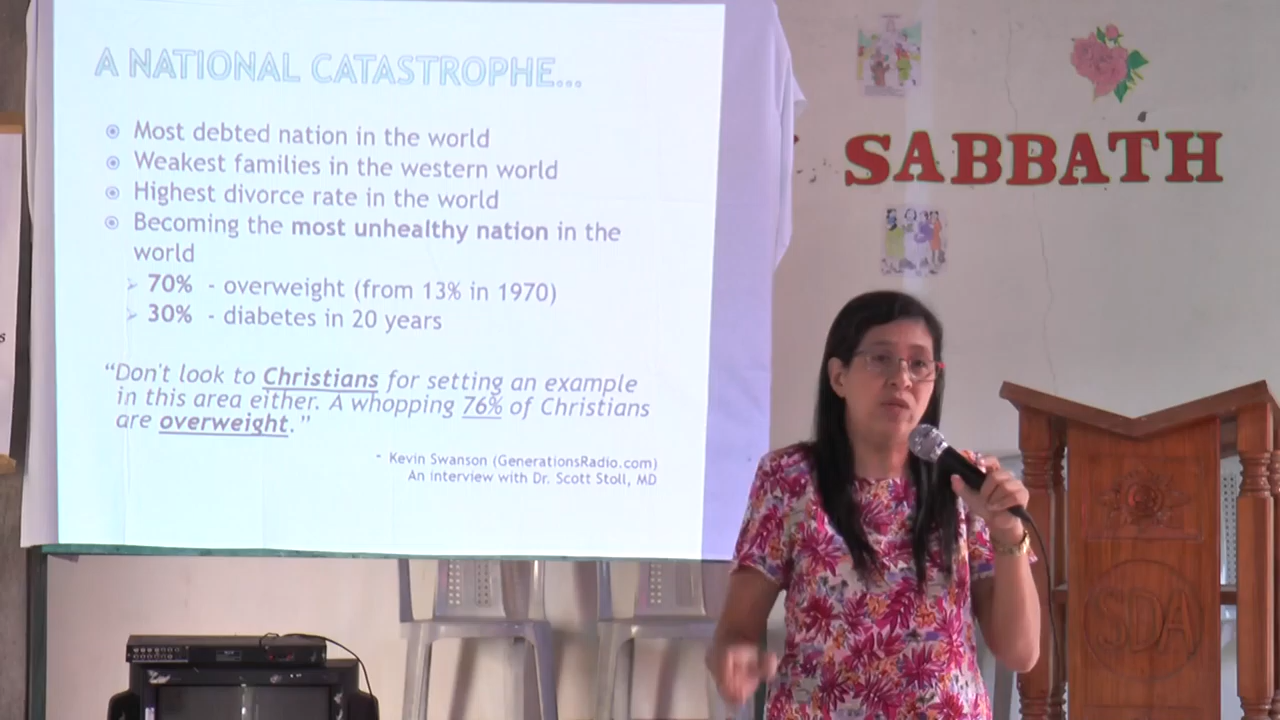 A NATIONAL CATASTROPHE...
Most debted nation in the world
Weakest families in the western world
Highest divorce rate in the world
Becoming the most unhealthy nation in the
world
70% - overweight (from 13% in 1970)
30% - diabetes in 20 years
“Don't look to Christians for setting an example
in this area either. A whopping 76% of Christians
are overweight.”
- Kevin Swanson (GenerationsRadio.com)
An interview with Dr. Scott Stoll, MD
SABBATH
SDA